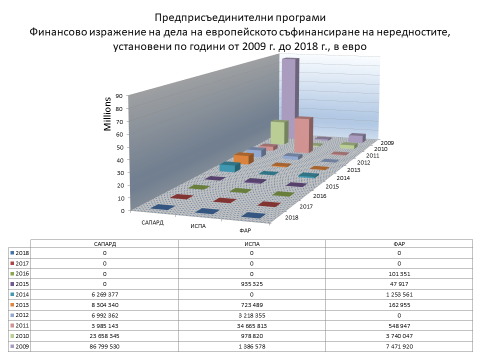 Предприсъединителни програми
Финансово изражение на дела на европейското съфинансиране на нередностите,
установени по години от 2009 г. до 2018 г., в евро
Millions
90
80
70
60
50
40
30
20
10
0
САПАРД
ИСПА
ФАР
2009
2010
2011
2012
2013
2014
2015
2016
2017
2018
САПАРД ИСПА ФАР
2018 0 0 0
2017 0 0 0
2016 0 0 101 351
2015 0 935 325 47 917
2014 6 269 377 0 1 253 561
2013 8 304 340 723 489 162 955
2012 6 992 362 3 218 355 0
2011 3 985 143 34 665 813 548 947
2010 23 658 345 978 820 3 740 047
2009 86 799 530 1 386 578 7 471 920